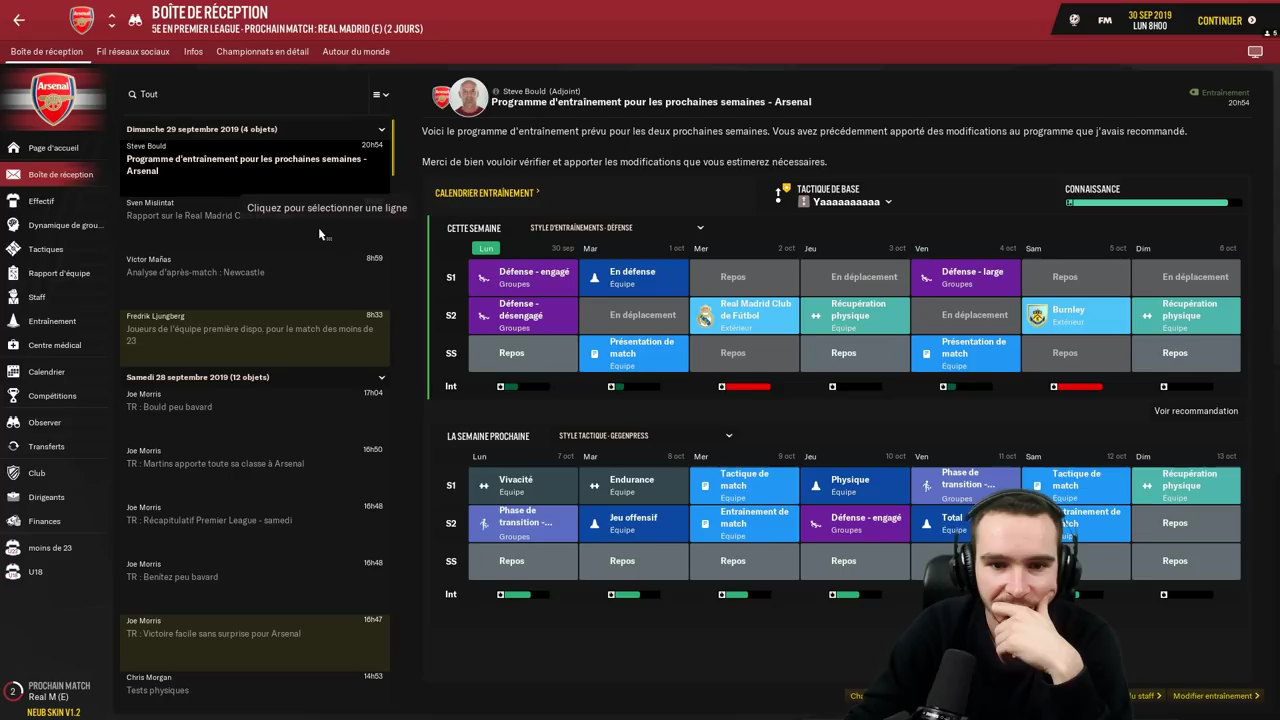 BOÎTE DE RÉCEPTION
5E EN PREMIER LEAGUE · PROCHAIN MATCH : REAL MADRID (E) (2 JOURS)
FM
30 SEP 2019
LUN 8H00
CONTINUER
5
Boîte de réception
Fil réseaux sociaux
Infos
Championnats en détail
Autour du monde
Arsenal
Page d'accueil
Boîte de réception
Effectif
Dynamique de grou...
Tactiques
Rapport d'équipe
Staff
Entraînement
Centre médical
Calendrier
Compétitions
Observer
Transferts
Club
Dirigeants
Finances
moins de 23
U18
2
PROCHAIN MATCH
Real M (E)
NEUB SKIN V1.2
Tout
Dimanche 29 septembre 2019 (4 objets)
Steve Bould 20h54
Programme d'entraînement pour les prochaines semaines -
Arsenal
Sven Mislintat
Rapport sur le Real Madrid C
Cliquez pour sélectionner une ligne
Víctor Mañas 8h59
Analyse d'après-match : Newcastle
Fredrik Ljungberg 8h33
Joueurs de l'équipe première dispo. pour le match des moins de
23
Samedi 28 septembre 2019 (12 objets)
Joe Morris 17h04
TR : Bould peu bavard
Joe Morris 16h50
TR : Martins apporte toute sa classe à Arsenal
Joe Morris 16h48
TR : Récapitulatif Premier League - samedi
Joe Morris 16h48
TR : Benítez peu bavard
Joe Morris 16h47
TR : Victoire facile sans surprise pour Arsenal
Chris Morgan 14h53
Tests physiques
Steve Bould (Adjoint)
Programme d'entraînement pour les prochaines semaines - Arsenal
Entraînement
20h54
Voici le programme d'entraînement prévu pour les deux prochaines semaines. Vous avez précédemment apporté des modifications au programme que j'avais recommandé.
Merci de bien vouloir vérifier et apporter les modifications que vous estimerez nécessaires.
CALENDRIER ENTRAÎNEMENT
TACTIQUE DE BASE
Yaaaaaaaaaa
CONNAISSANCE
CETTE SEMAINE
STYLE D'ENTRAÎNEMENTS · DÉFENSE
Lun 30 sep Mar 1 oct Mer 2 oct Jeu 3 oct Ven 4 oct Sam 5 oct Dim 6 oct
S1
Défense - engagé
Groupes
En défense
Équipe
Repos
En déplacement
Défense - large
Groupes
Repos
En déplacement
S2
Défense -
désengagé
Groupes
En déplacement
Real Madrid Club
de Fútbol
Extérieur
Récupération
physique
Équipe
En déplacement
Burnley
Extérieur
Récupération
physique
Équipe
SS
Repos
Présentation de
match
Équipe
Repos
Repos
Présentation de
match
Équipe
Repos
Repos
Int
Voir recommandation
LA SEMAINE PROCHAINE
STYLE TACTIQUE · GEGENPRESS
Lun 7 oct Mar 8 oct Mer 9 oct Jeu 10 oct Ven 11 oct Sam 12 oct Dim 13 oct
S1
Vivacité
Équipe
Endurance
Équipe
Tactique de
match
Équipe
Physique
Équipe
Phase de
transition -...
Groupes
Tactique de
match
Récupération
physique
Équipe
S2
Phase de
transition -...
Groupes
Jeu offensif
Équipe
Entraînement de
match
Équipe
Défense - engagé
Groupes
Total
Équipe
ntraînement de
Repos
SS
Repos
Repos
Repos
Repos
Repos
Int
Cha
du staff
Modifier entraînement